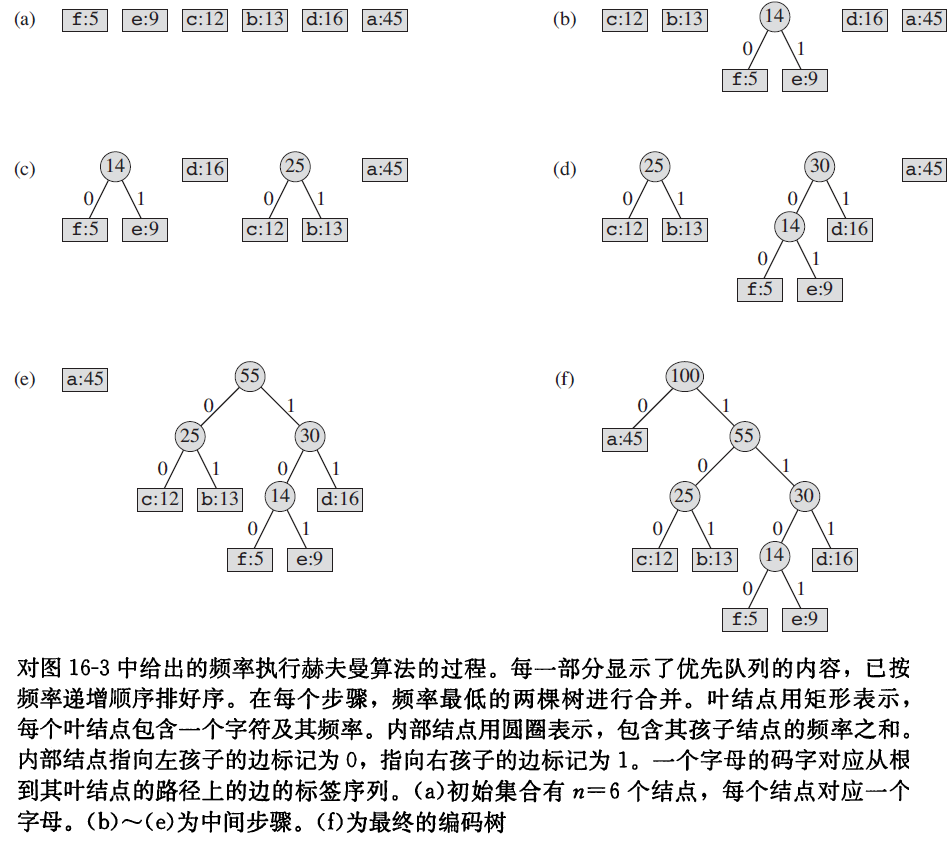 (a) f:5 e:9 c:12 b:13 d:16 a:45
(b) c:12 b:13 14 d:16 a:45
0 1
f:5 e:9
(c) 14 d:16 25 a:45
0 1 0 1
f:5 e:9 c:12 b:13
(d) 25 30 a:45
0 1 0 1
c:12 b:13 14 d:16
0 1
f:5 e:9
(e) a:45 55
0 1
25 30
0 1 0 1
c:12 b:13 14 d:16
0 1
f:5 e:9
(f) 100
0 1
a:45 55
0 1
25 30
0 1 0 1
c:12 b:13 14 d:16
0 1
f:5 e:9
对图 16-3 中给出的频率执行赫夫曼算法的过程。每一部分显示了优先队列的内容，已按
频率递增顺序排好序。在每个步骤，频率最低的两棵树进行合并。叶结点用矩形表示，
每个叶结点包含一个字符及其频率。内部结点用圆圈表示，包含其孩子结点的频率之和。
内部结点指向左孩子的边标记为 0，指向右孩子的边标记为 1。一个字母的码字对应从根
到其叶结点的路径上的边的标签序列。(a)初始集合有 n=6 个结点，每个结点对应一个
字母。(b)～(e)为中间步骤。(f)为最终的编码树